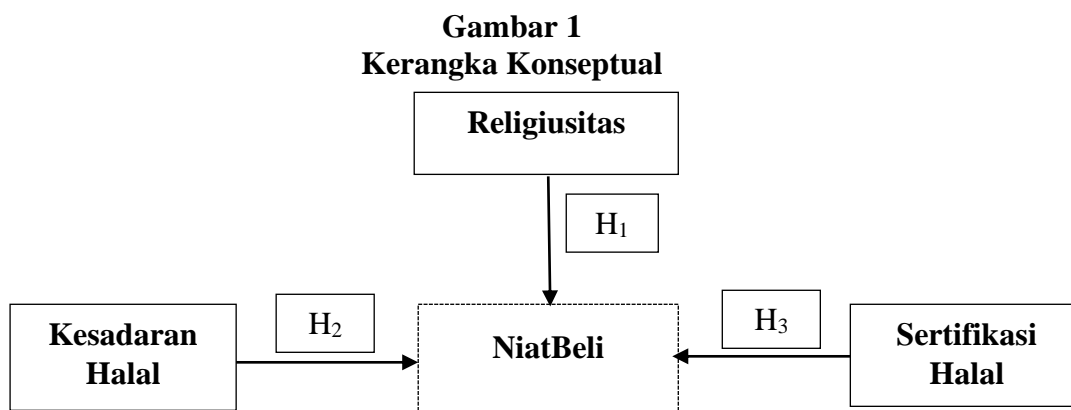 Gambar 1
Kerangka Konseptual
Religiusitas
H₁
Kesadaran
Halal
H₂
NiatBeli
H₃
Sertifikasi
Halal